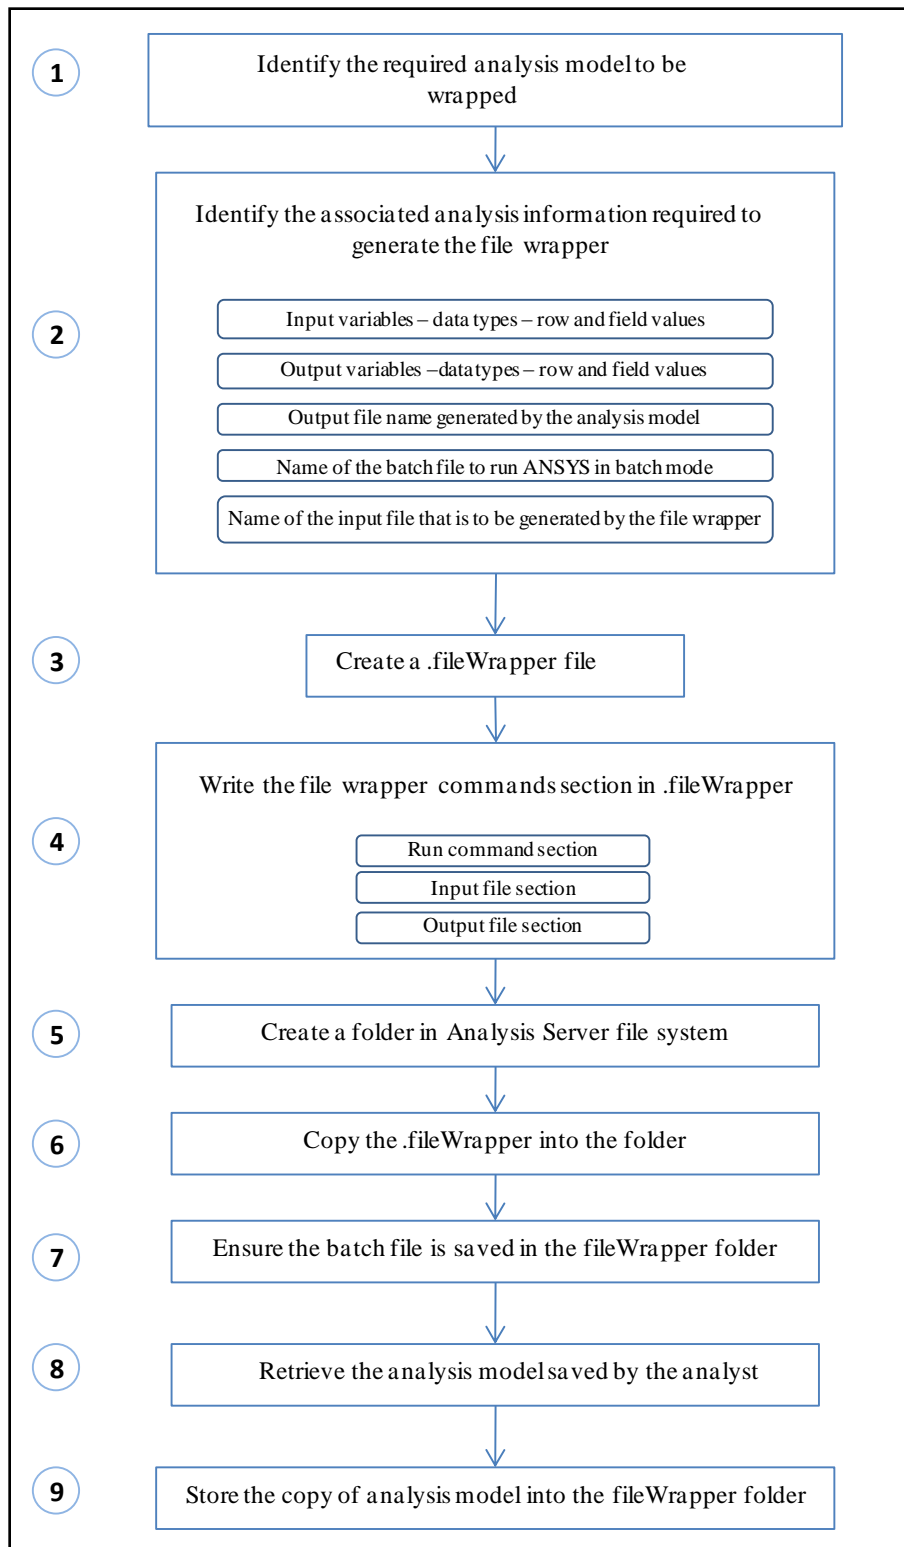 1
Identify the required analysis model to be
wrapped
2
Identify the associated analysis information required to
generate the file wrapper
Input variables – data types – row and field values
Output variables –data types – row and field values
Output file name generated by the analysis model
Name of the batch file to run ANSYS in batch mode
Name of the input file that is to be generated by the file wrapper
3
Create a .fileWrapper file
4
Write the file wrapper commands section in .fileWrapper
Run command section
Input file section
Output file section
5
Create a folder in Analysis Server file system
6
Copy the .fileWrapper into the folder
7
Ensure the batch file is saved in the fileWrapper folder
8
Retrieve the analysis model saved by the analyst
9
Store the copy of analysis model into the fileWrapper folder